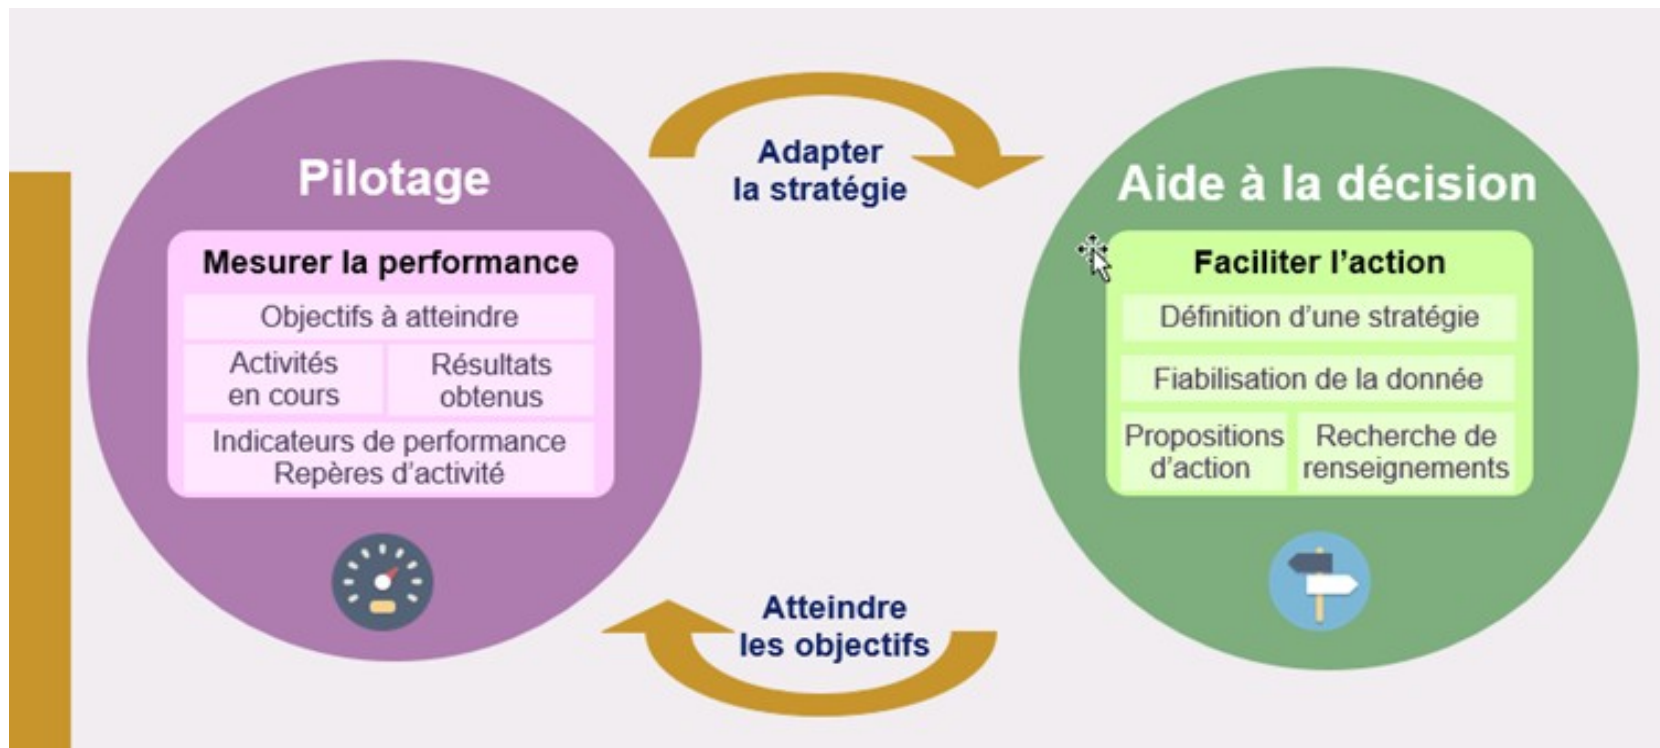 Pilotage
Mesurer la performance
Objectifs à atteindre
Activités
en cours
Résultats
obtenus
Indicateurs de performance
Repères d’activité
Adapter
la stratégie
Atteindre
les objectifs
Aide à la décision
Faciliter l’action
Définition d’une stratégie
Fiabilisation de la donnée
Propositions
d’action
Recherche de
renseignements